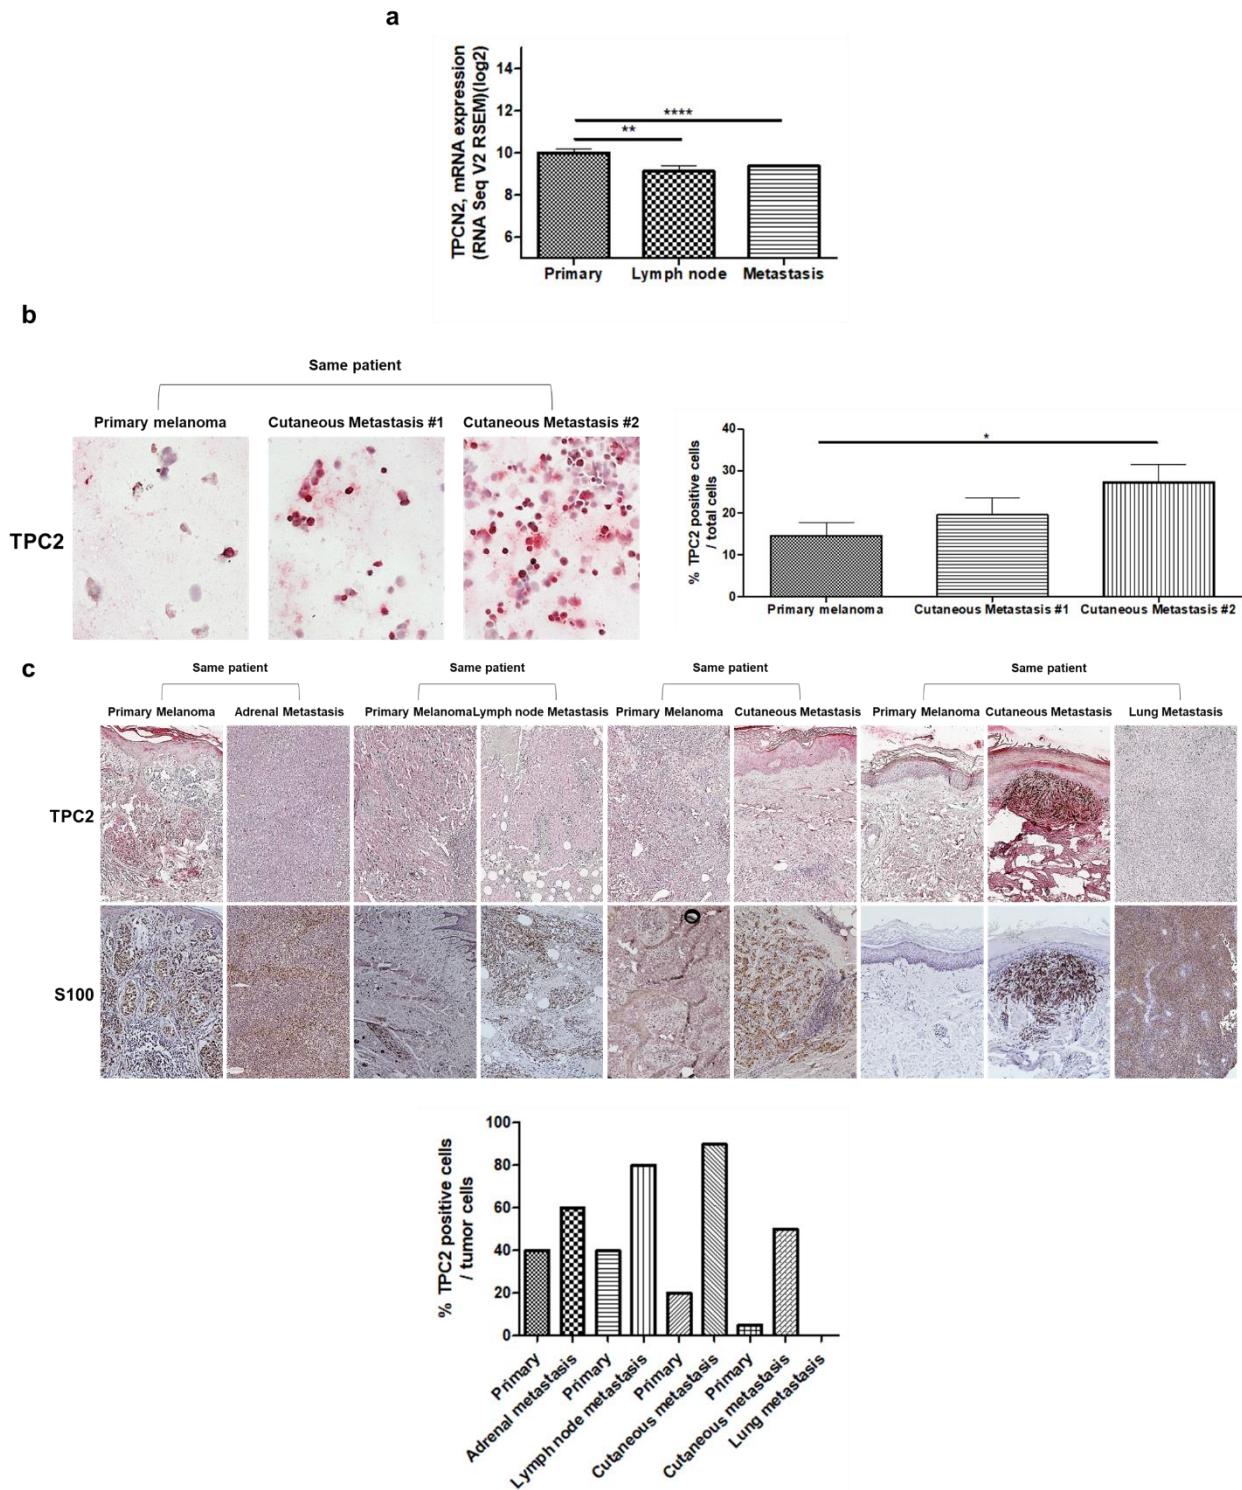 a
TPCN2, mRNA expression
(RNA Seq V2 RSEM)(log2)
14
12
10
8
6
****
**
Primary
Lymph node
Metastasis
b
Same patient
Primary melanoma
Cutaneous Metastasis #1
Cutaneous Metastasis #2
TPC2
% TPC2 positive cells
/ total cells
40
30
20
10
0
*
Primary melanoma
Cutaneous Metastasis #1
Cutaneous Metastasis #2
c
Same patient
Same patient
Same patient
Same patient
Primary Melanoma
Adrenal Metastasis
Primary Melanoma
Lymph node Metastasis
Primary Melanoma
Cutaneous Metastasis
Primary Melanoma
Cutaneous Metastasis
Lung Metastasis
TPC2
S100
% TPC2 positive cells
/ tumor cells
100
80
60
40
20
0
Primary
Adrenal metastasis
Primary
Lymph node metastasis
Primary
Cutaneous metastasis
Primary
Cutaneous metastasis
Lung metastasis